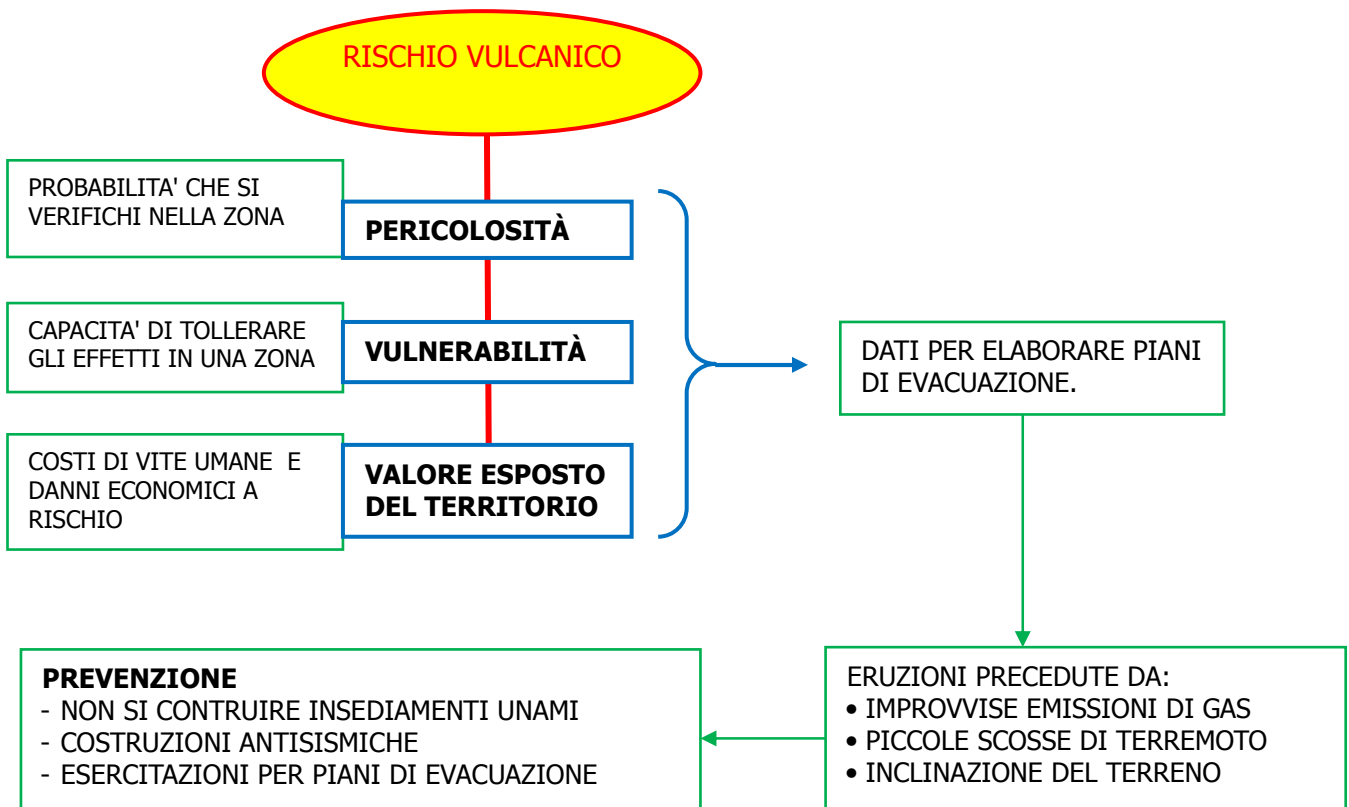 RISCHIO VULCANICO
PROBABILITA' CHE SI
VERIFICHI NELLA ZONA
PERICOLOSITÀ
CAPACITA' DI TOLLERARE
GLI EFFETTI IN UNA ZONA
VULNERABILITÀ
COSTI DI VITE UMANE E
DANNI ECONOMICI A
RISCHIO
VALORE ESPOSTO
DEL TERRITORIO
DATI PER ELABORARE PIANI
DI EVACUAZIONE.
ERUZIONI PRECEDUTE DA:
• IMPROVVISE EMISSIONI DI GAS
• PICCOLE SCOSSE DI TERREMOTO
• INCLINAZIONE DEL TERRENO
PREVENZIONE
- NON SI CONTRUIRE INSEDIAMENTI UNAMI
- COSTRUZIONI ANTISISMICHE
- ESERCITAZIONI PER PIANI DI EVACUAZIONE